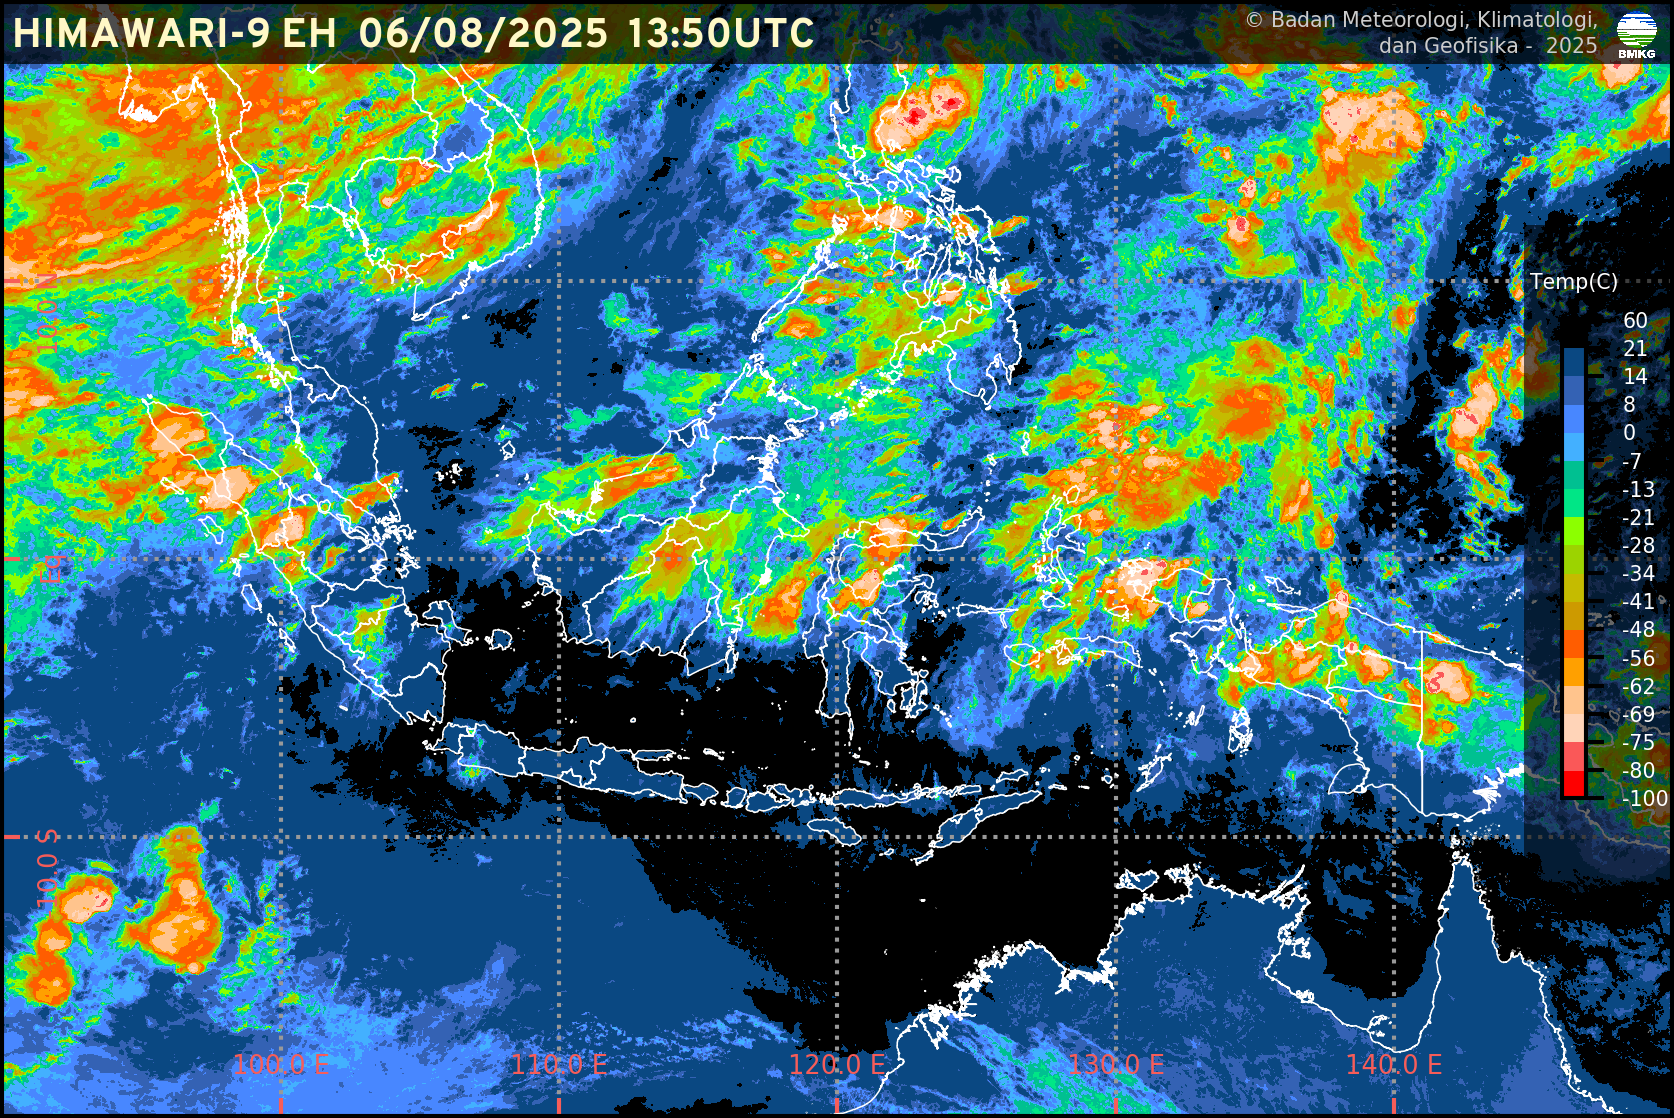 HIMAWARI-9 EH 06/08/2025 13:50UTC
© Badan Meteorologi, Klimatologi,
dan Geofisika - 2025
BMKG
10.0 N
EQ
10.0 S
Temp(C)
60
21
14
8
0
-7
-13
-21
-28
-34
-41
-48
-56
-62
-69
-75
-80
-100
100.0 E
110.0 E
120.0 E
130.0 E
140.0 E